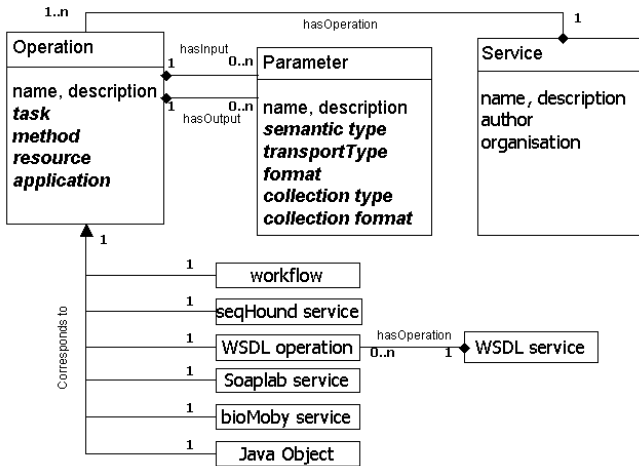 1..n
hasOperation
1
Operation
name, description
task
method
resource
application
hasInput
1
0..n
1
0..n
hasOutput
Parameter
name, description
semantic type
transportType
format
collection type
collection format
Service
name, description
author
organisation
1
Corresponds to
1
workflow
1
seqHound service
1
WSDL operation
hasOperation
0..n
1
WSDL service
1
Soaplab service
1
bioMoby service
1
Java Object